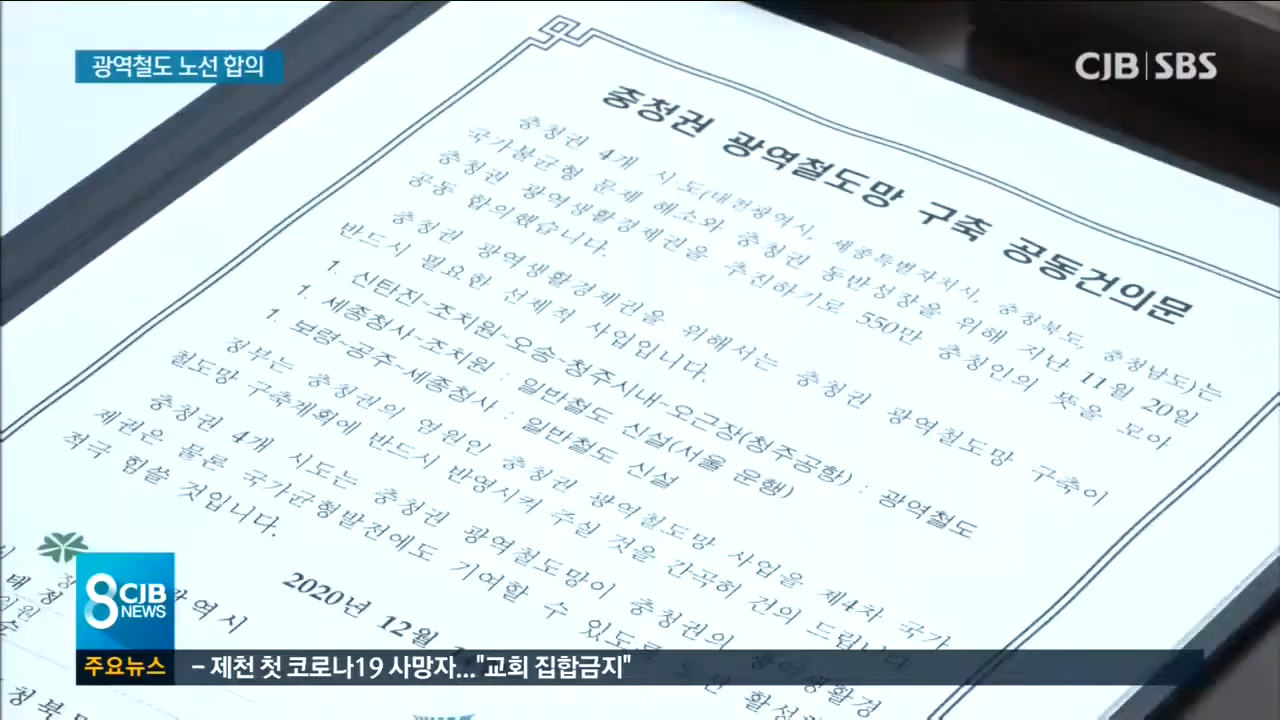 광역철도 노선 합의
CJB SBS
충청권 광역철도망 구축 공동건의문
충청권 4개 시도(대전광역시, 세종특별자치시, 충청북도, 충청남도)는
국가불균형 문제 해소와 충청권 동반성장을 위해 지난 11월 20일
충청권 광역생활경제권을 추진하기로 550만 충청인의 뜻을 모아
공동 합의했습니다.
충청권 광역생활경제권을 위해서는 충청권 광역철도망 구축이
반드시 필요한 선제적 사업입니다.
1. 신탄진~조치원~오송~청주시내~오근장(청주공항) : 광역철도
1. 세종청사~조치원 : 일반철도 신설(서울 운행)
1. 보령~공주~세종청사 : 일반철도 신설
정부는 충청권의 염원인 충청권 광역철도망 사업을 제4차 국가
철도망 구축계획에 반드시 반영시켜 주실 것을 간곡히 건의 드립니다
충청권 4개 시도는 충청권 광역철도망이 충청권의 광역생활경
제권은 물론 국가균형발전에도 기여할 수 있도록
적극 힘쓸 것입니다.
2020년 12월
광역시
8 CJB NEWS
주요뉴스 - 제천 첫 코로나19 사망자..."교회 집합금지"